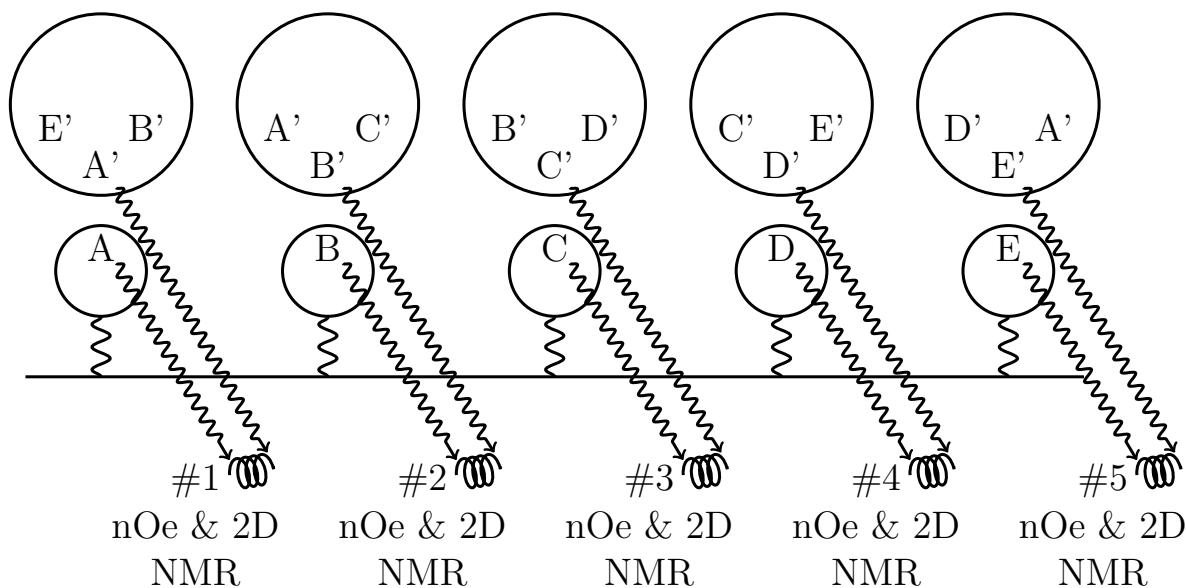 E' B' A' C' B' D' C' E' D' A'
A' B' C' D' E'
A B C D E
#1 #2 #3 #4 #5
nOe & 2D nOe & 2D nOe & 2D nOe & 2D nOe & 2D
NMR NMR NMR NMR NMR